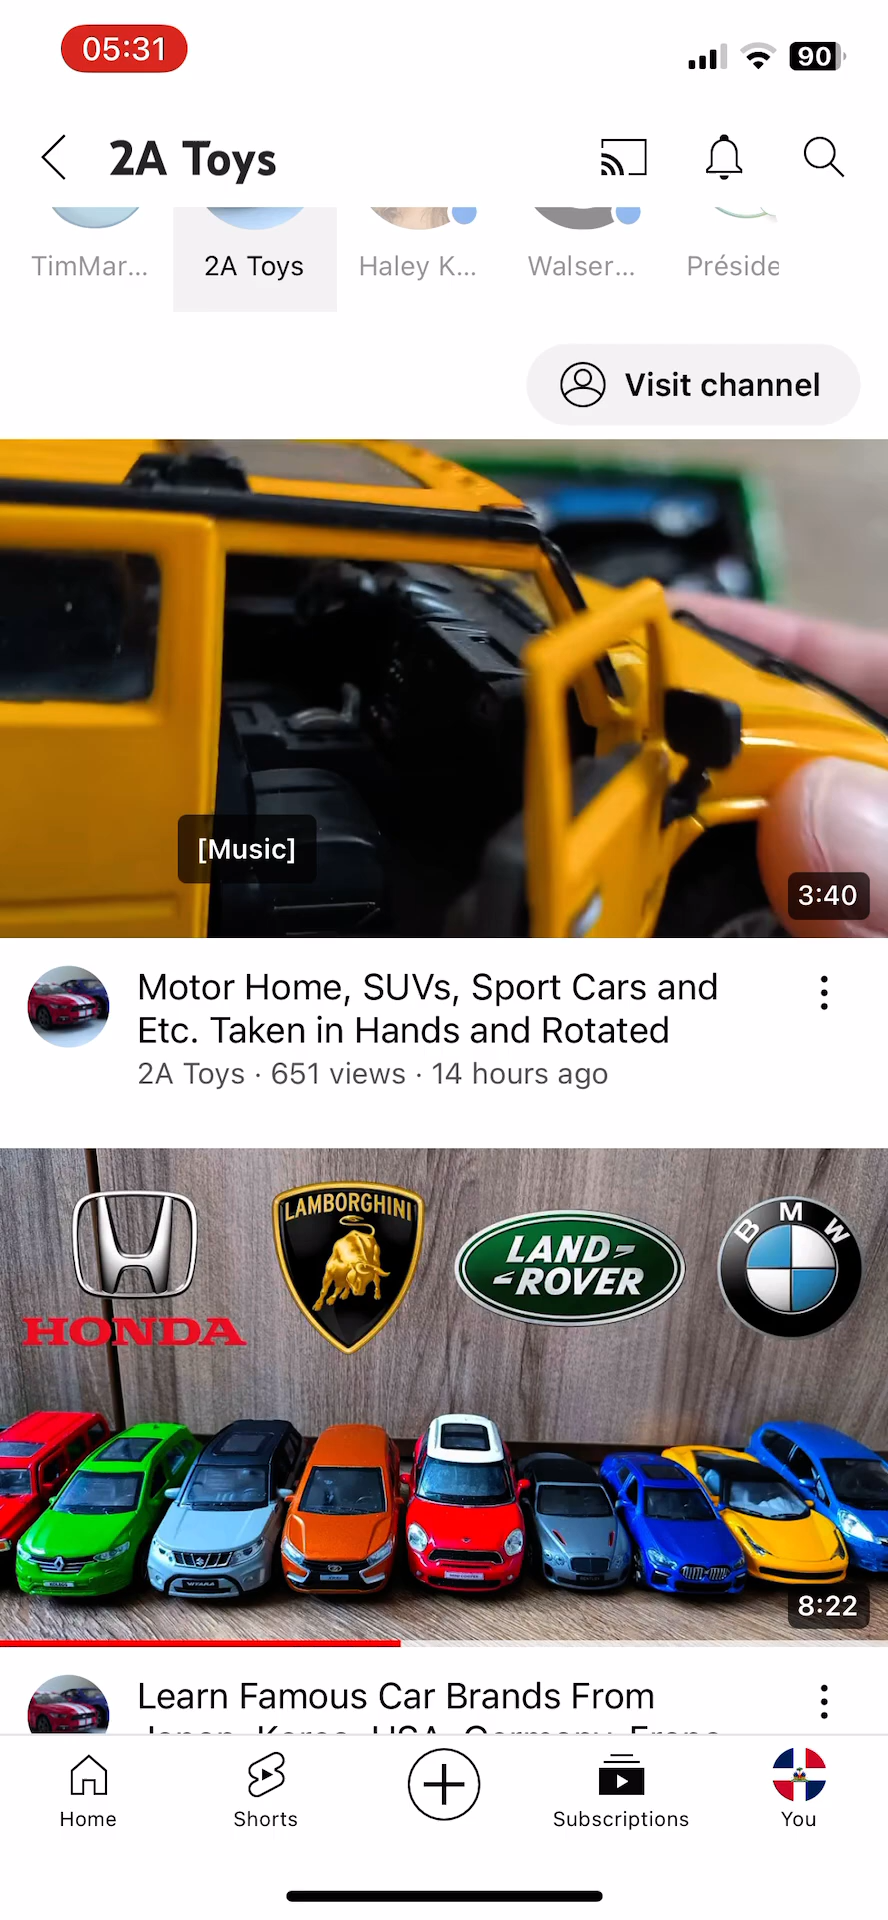 05:31
90
2A Toys
TimMar...
2A Toys
Haley K...
Walser...
Préside
Visit channel
[Music]
3:40
Motor Home, SUVs, Sport Cars and
Etc. Taken in Hands and Rotated
2A Toys · 651 views · 14 hours ago
LAMBORGHINI
LAND-
-ROVER
BMW
HONDA
VITARA
8:22
Learn Famous Car Brands From
Home
Shorts
Subscriptions
You